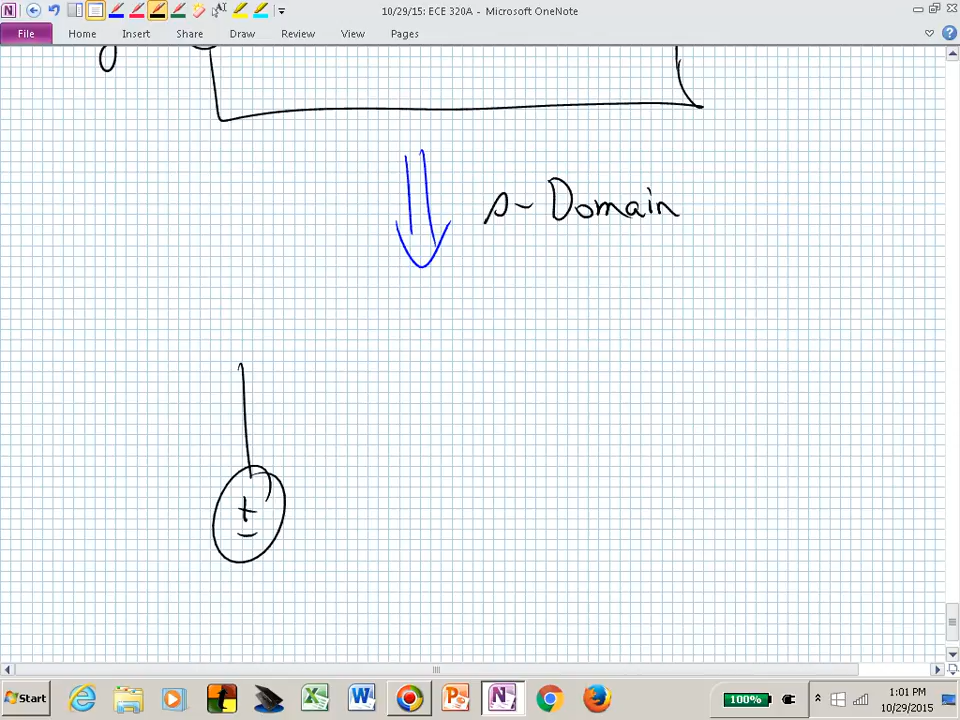 10/29/15: ECE 320A - Microsoft OneNote
File Home Insert Share Draw Review View Pages
s-Domain
+
-
Start
100%
1:01 PM
10/29/2015